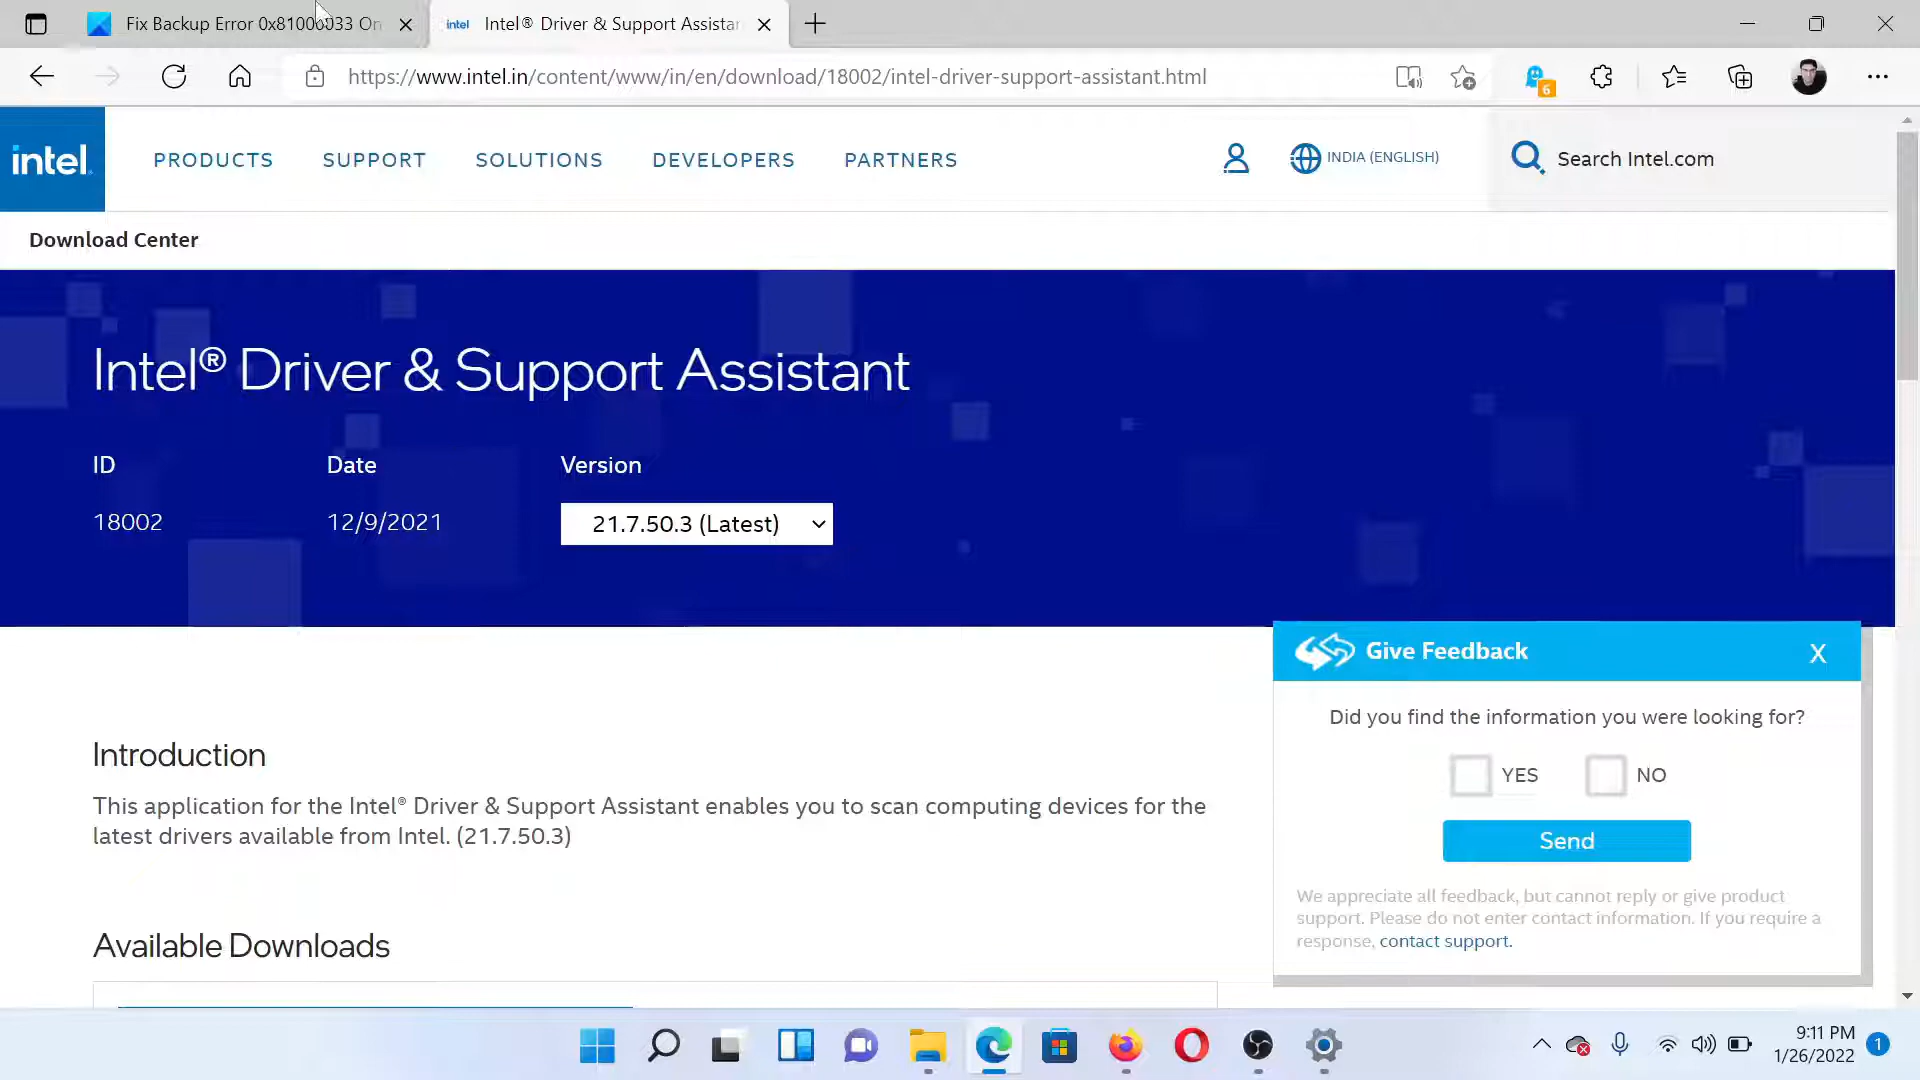 Fix Backup Error 0x81000033 On
intel Intel® Driver & Support Assistan
https://www.intel.in/content/www/in/en/download/18002/intel-driver-support-assistant.html
6
intel.
PRODUCTS SUPPORT SOLUTIONS DEVELOPERS PARTNERS
INDIA (ENGLISH)
Search Intel.com
Download Center
Intel® Driver & Support Assistant
ID Date Version
18002 12/9/2021 21.7.50.3 (Latest)
Give Feedback X
Did you find the information you were looking for?
YES NO
Send
We appreciate all feedback, but cannot reply or give product
support. Please do not enter contact information. If you require a
response, contact support.
Introduction
This application for the Intel® Driver & Support Assistant enables you to scan computing devices for the
latest drivers available from Intel. (21.7.50.3)
Available Downloads
9:11 PM
1/26/2022
1